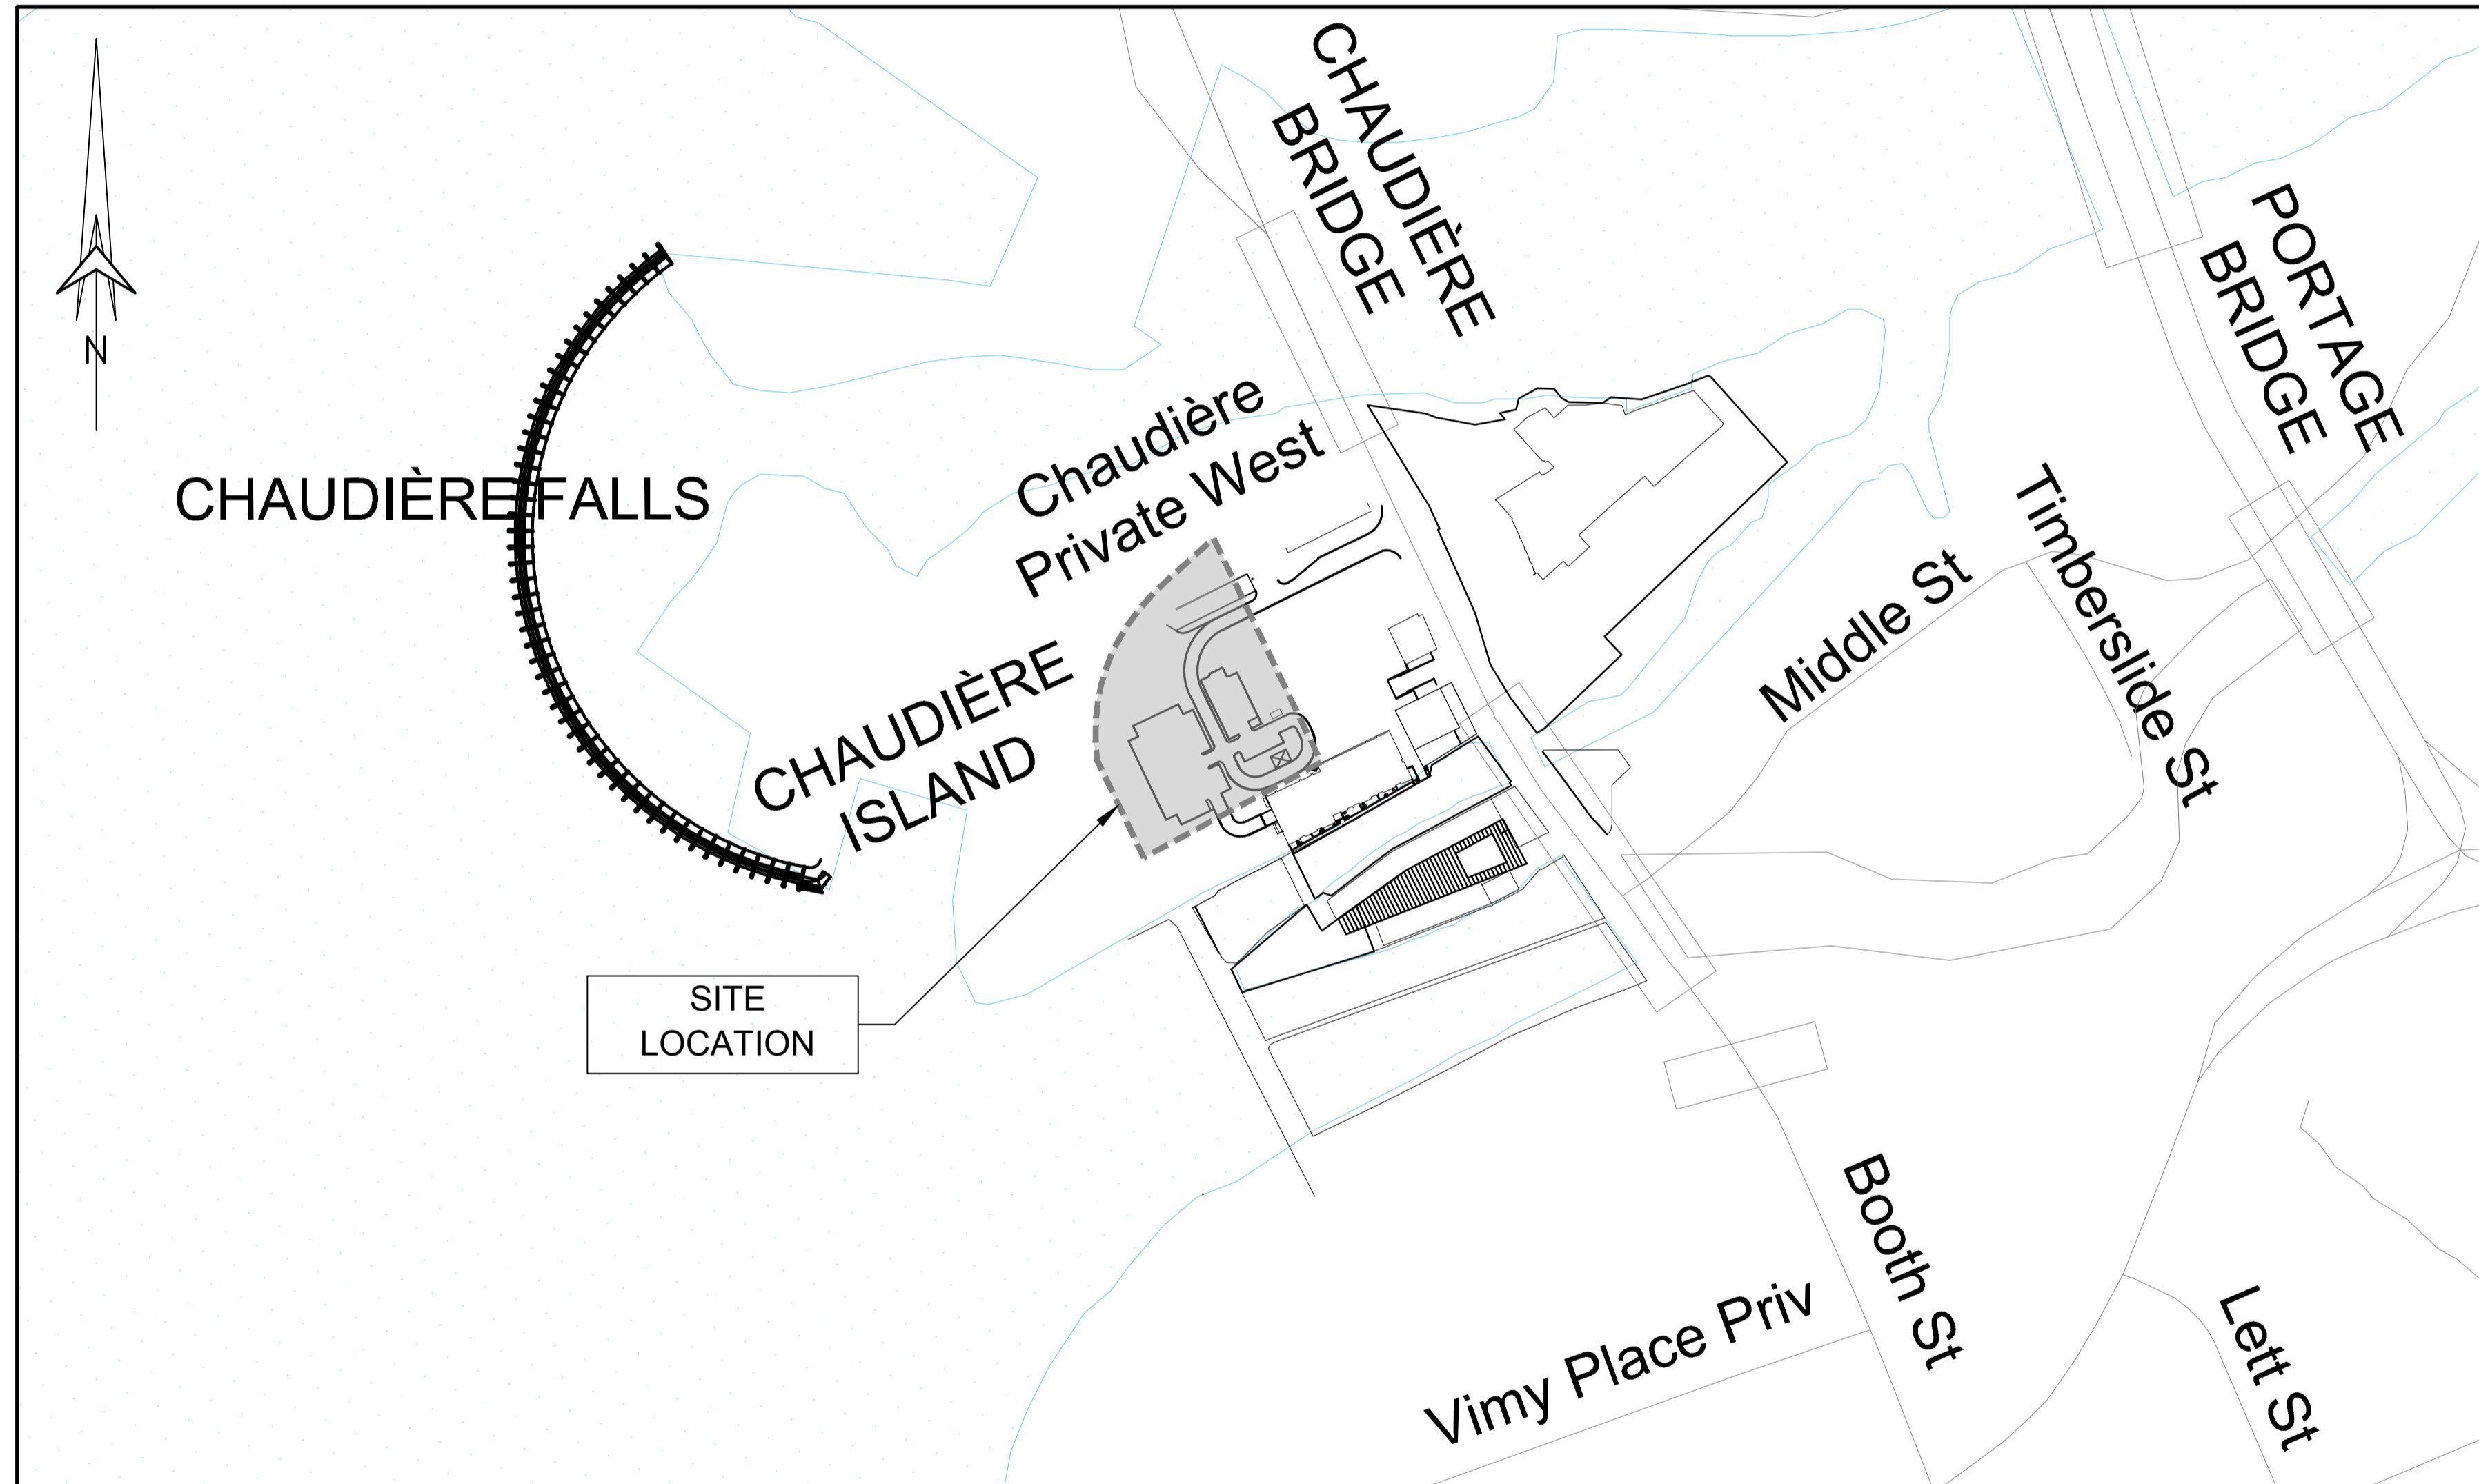 CHAUDIÈRE
BRIDGE
PORTAGE
BRIDGE
N
CHAUDIÈRE FALLS
Chaudière
Private West
CHAUDIÈRE
ISLAND
Middle St
Timberslide St
SITE
LOCATION
Booth St
Vimy Place Priv
Lett St